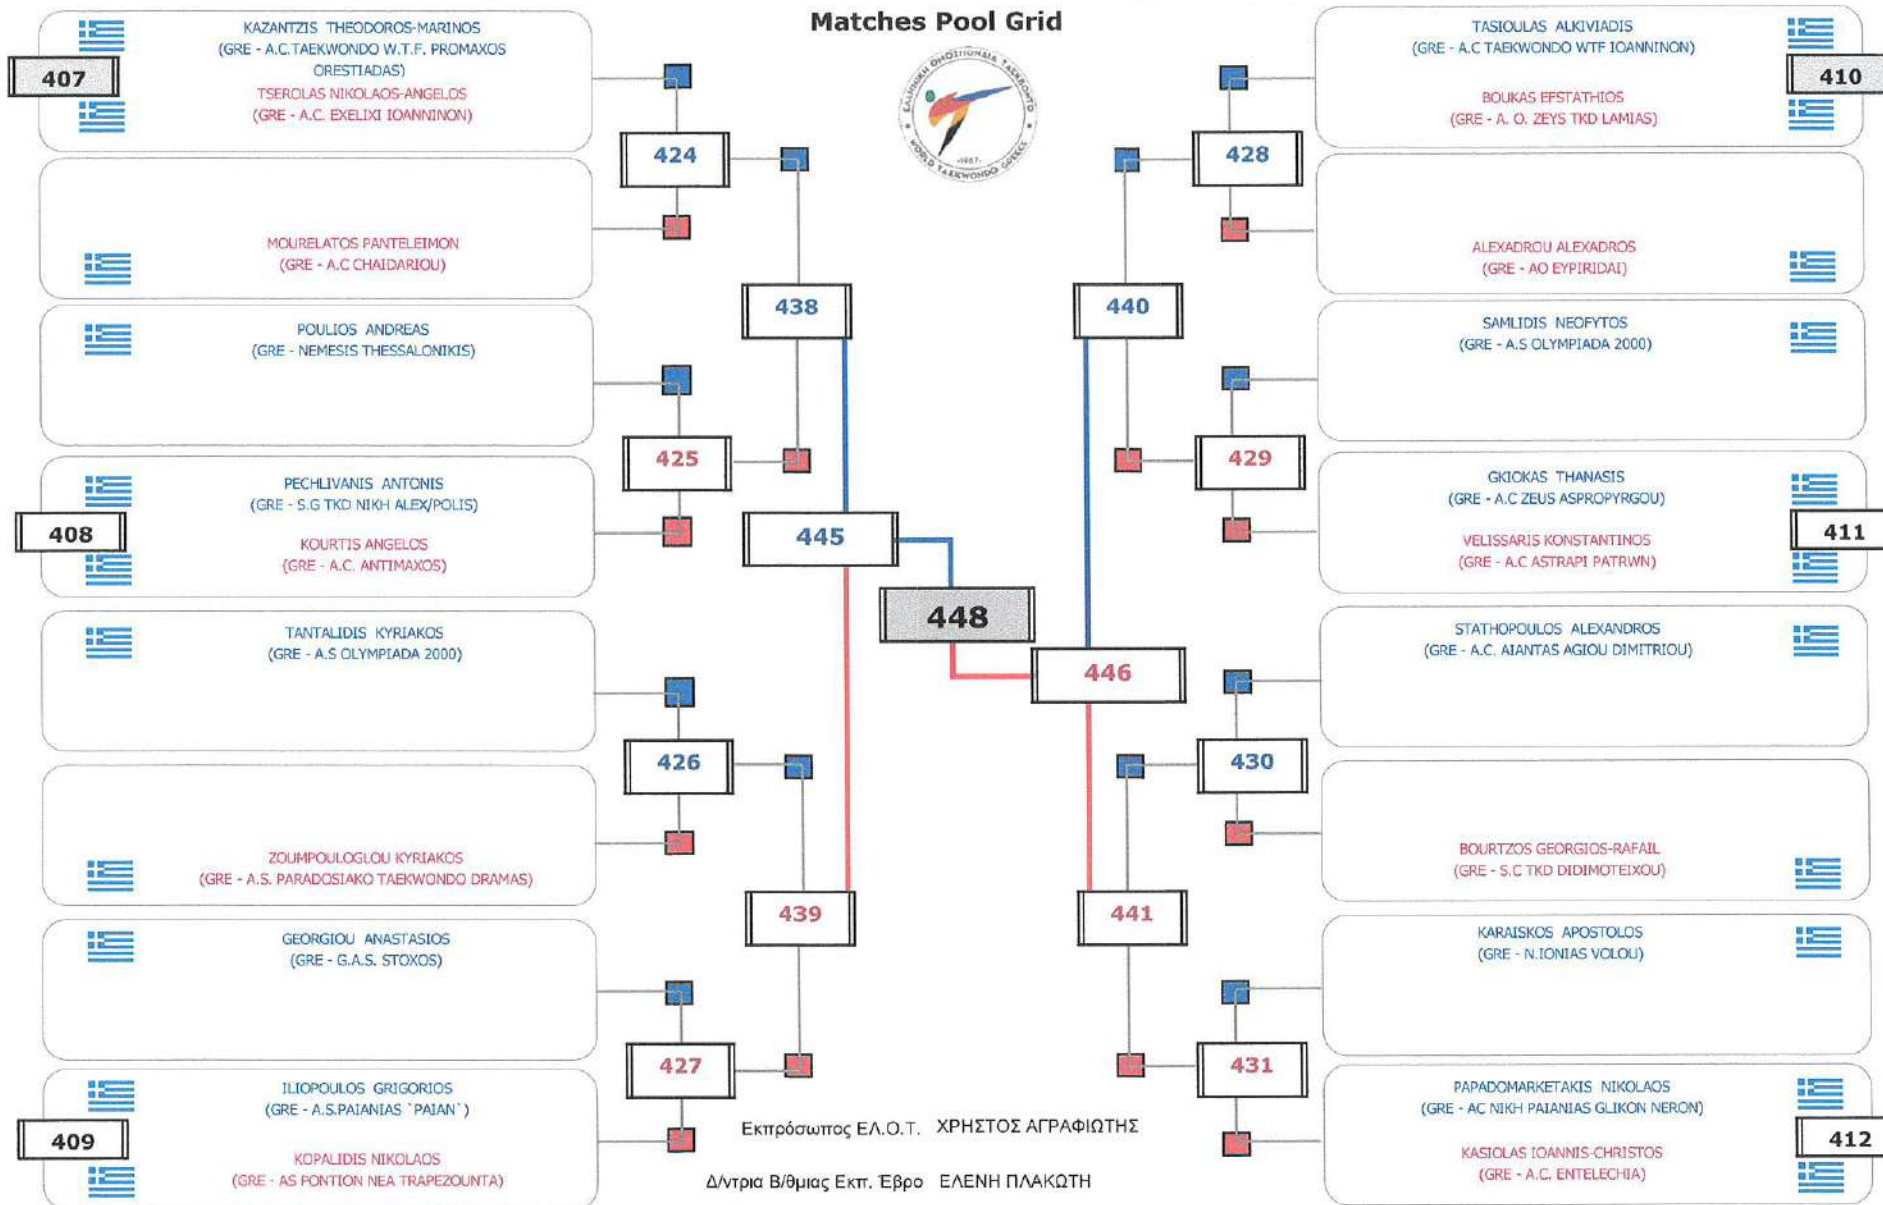 Matches Pool Grid
ΕΛΛΗΝΙΚΗ ΟΜΟΣΠΟΝΔΙΑ ΤΑΕΚΒΟΝΤΟ
-1987-
WORLD TAEKWONDO GREECE
407
KAZANTZIS THEODOROS-MARINOS
(GRE - A.C.TAEKWONDO W.T.F. PROMAXOS
ORESTIADAS)
TSEROLAS NIKOLAOS-ANGELOS
(GRE - A.C. EXELIXI IOANNINON)
MOURELATOS PANTELEIMON
(GRE - A.C CHAIDARIOU)
POULIOS ANDREAS
(GRE - NEMESIS THESSALONIKIS)
408
PECHLIVANIS ANTONIS
(GRE - S.G TKD NIKH ALEX/POLIS)
KOURTIS ANGELOS
(GRE - A.C. ANTIMAXOS)
TANTALIDIS KYRIAKOS
(GRE - A.S OLYMPIADA 2000)
ZOUMPOULOGLOU KYRIAKOS
(GRE - A.S. PARADOSIAKO TAEKWONDO DRAMAS)
GEORGIOU ANASTASIOS
(GRE - G.A.S. STOXOS)
409
ILIOPOULOS GRIGORIOS
(GRE - A.S.PAIANIAS `PAIAN`)
KOPALIDIS NIKOLAOS
(GRE - AS PONTION NEA TRAPEZOUNTA)
424
425
426
427
438
439
445
448
446
440
441
428
429
430
431
TASIOULAS ALKIVIADIS
(GRE - A.C TAEKWONDO WTF IOANNINON)
410
BOUKAS EFSTATHIOS
(GRE - A. O. ZEYS TKD LAMIAS)
ALEXADROU ALEXADROS
(GRE - AO EYPIRIDAI)
SAMLIDIS NEOFYTOS
(GRE - A.S OLYMPIADA 2000)
GKIOKAS THANASIS
(GRE - A.C ZEUS ASPROPYRGOU)
411
VELISSARIS KONSTANTINOS
(GRE - A.C ASTRAPI PATRWN)
STATHOPOULOS ALEXANDROS
(GRE - A.C. AIANTAS AGIOU DIMITRIOU)
BOURTZOS GEORGIOS-RAFAIL
(GRE - S.C TKD DIDIMOTEIXOU)
KARAISKOS APOSTOLOS
(GRE - N.IONIAS VOLOU)
PAPADOMARKETAKIS NIKOLAOS
(GRE - AC NIKH PAIANIAS GLIKON NERON)
412
KASIOLAS IOANNIS-CHRISTOS
(GRE - A.C. ENTELECHIA)
Εκπρόσωπος ΕΛ.Ο.Τ. ΧΡΗΣΤΟΣ ΑΓΡΑΦΙΩΤΗΣ
Δ/ντρια Β/θμιας Εκπ. Έβρο ΕΛΕΝΗ ΠΛΑΚΩΤΗ